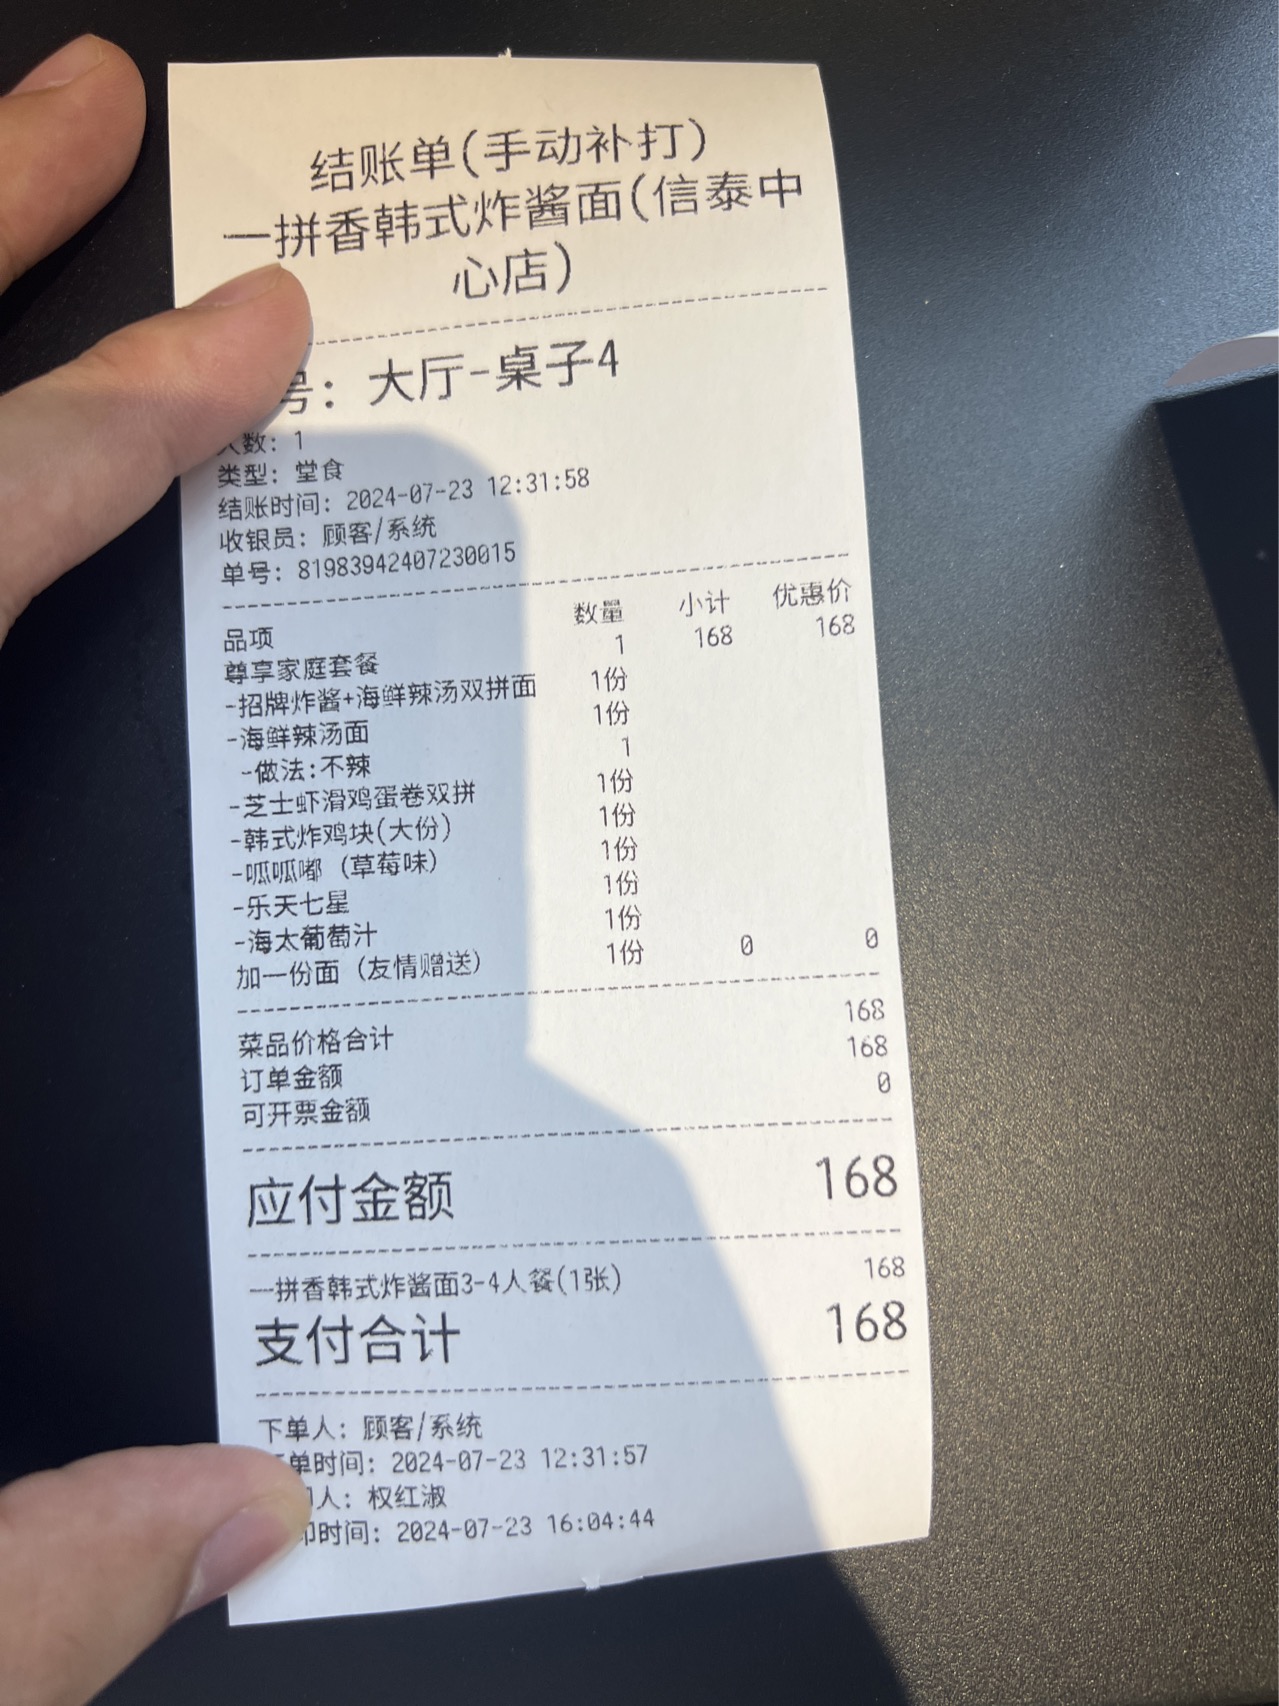 结账单(手动补打)
一拼香韩式炸酱面(信泰中
心店)
号: 大厅-桌子4
人数: 1
类型: 堂食
结账时间: 2024-07-23 12:31:58
收银员: 顾客/系统
单号: 81983942407230015
品项 数量 小计 优惠价
尊享家庭套餐 1 168 168
-招牌炸酱+海鲜辣汤双拼面 1份
-海鲜辣汤面 1份
-做法:不辣 1
-芝士虾滑鸡蛋卷双拼 1份
-韩式炸鸡块(大份) 1份
-呱呱嘟 (草莓味) 1份
-乐天七星 1份
-海太葡萄汁 1份
加一份面 (友情赠送) 1份 0 0
菜品价格合计 168
订单金额 168
可开票金额 0
应付金额 168
一拼香韩式炸酱面3-4人餐(1张) 168
支付合计 168
下单人: 顾客/系统
单时间: 2024-07-23 12:31:57
人: 权红淑
印时间: 2024-07-23 16:04:44